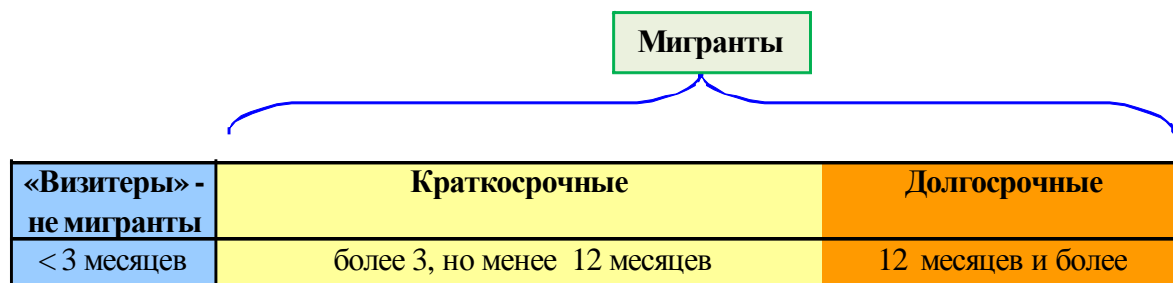 Мигранты
«Визитеры» -
не мигранты
Краткосрочные
Долгосрочные
< 3 месяцев
более 3, но менее 12 месяцев
12 месяцев и более